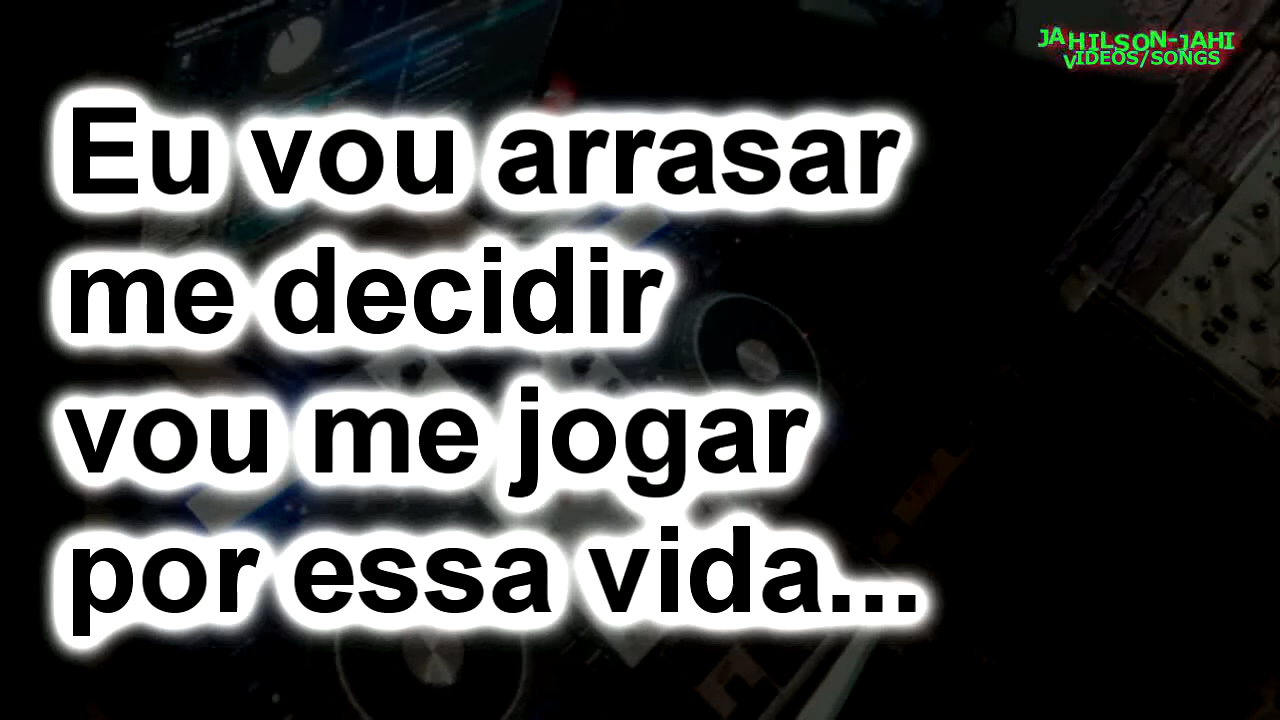 JAHILSON-JAHI
VIDEOS/SONGS
Eu vou arrasar
me decidir
vou me jogar
por essa vida...